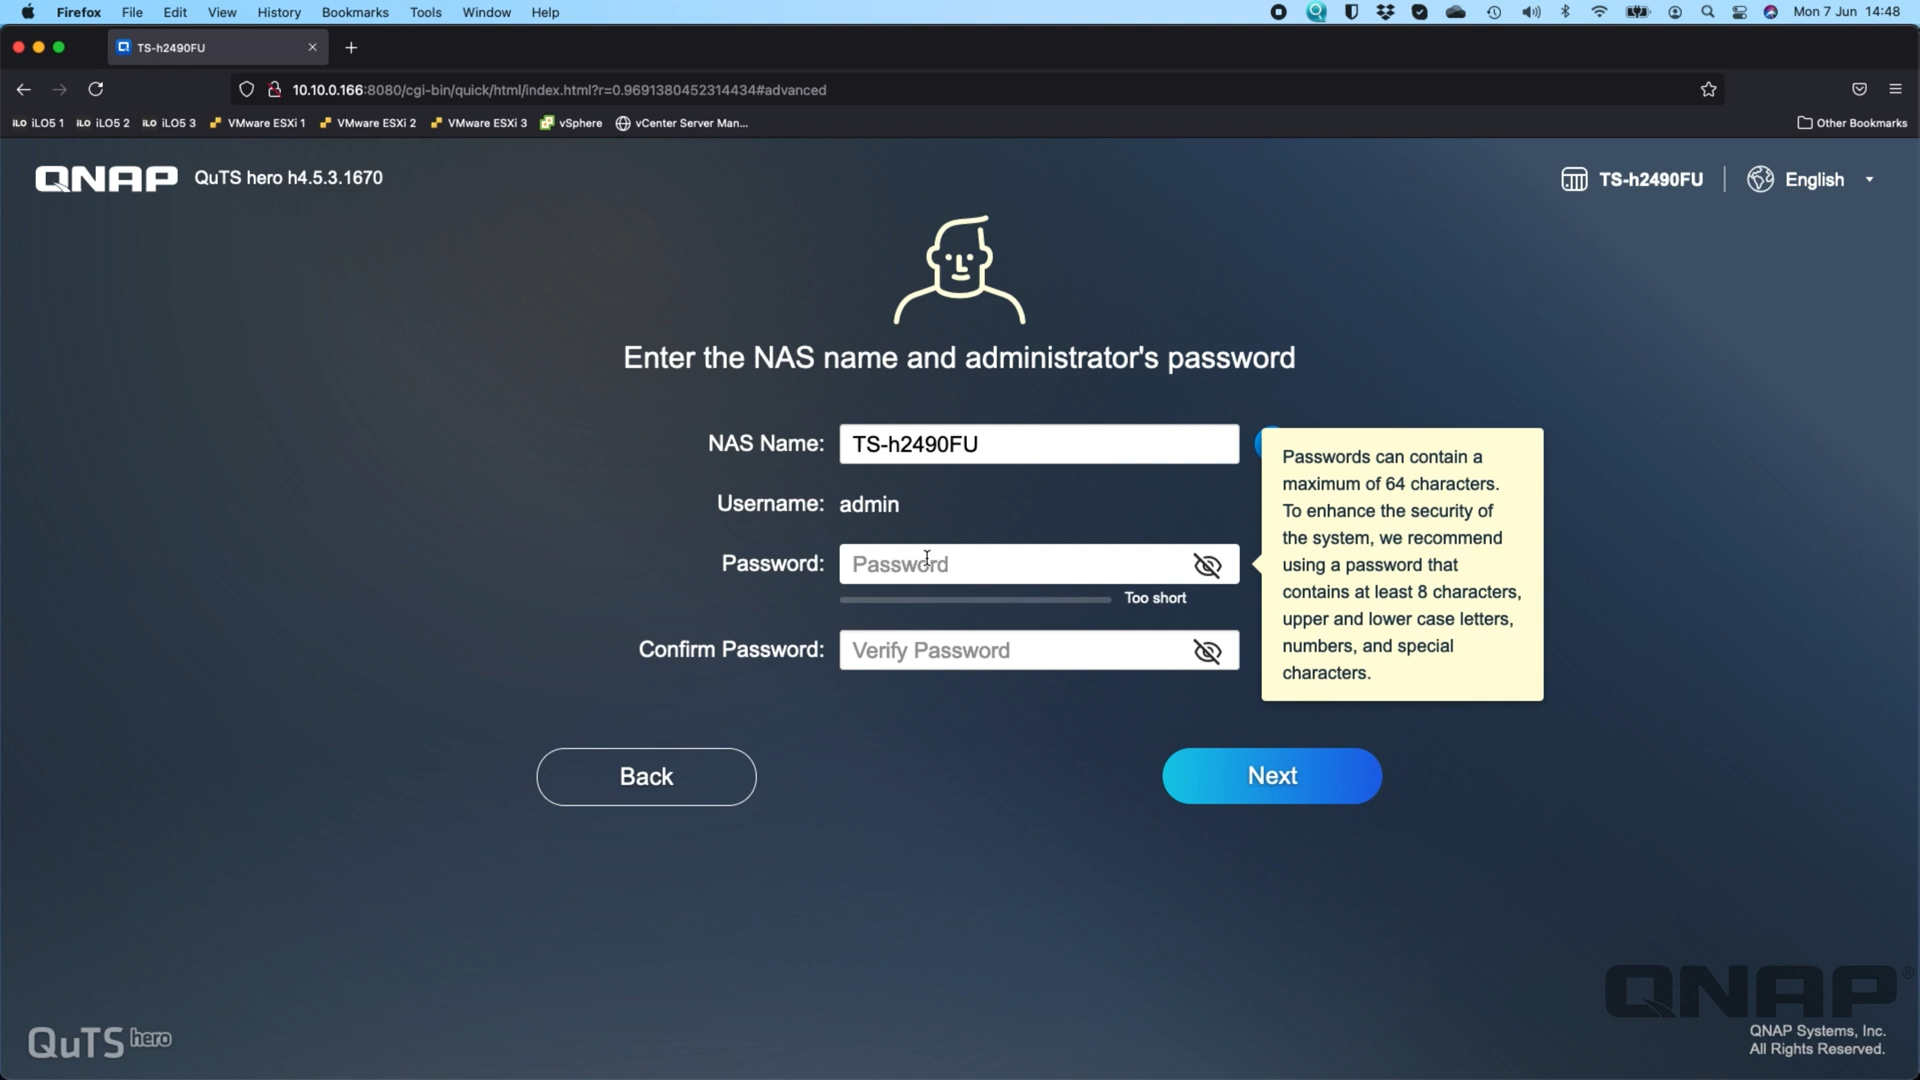 Firefox File Edit View History Bookmarks Tools Window Help Mon 7 Jun 14:48
TS-h2490FU
10.10.0.166:8080/cgi-bin/quick/html/index.html?r=0.9691380452314434#advanced
iLO iLO5 1 iLO iLO5 2 iLO iLO5 3 VMware ESXi 1 VMware ESXi 2 VMware ESXi 3 vSphere vCenter Server Man... Other Bookmarks
QNAP QuTS hero h4.5.3.1670 TS-h2490FU English
Enter the NAS name and administrator's password
NAS Name: TS-h2490FU
Username: admin
Password: Password
Too short
Confirm Password: Verify Password
Passwords can contain a
maximum of 64 characters.
To enhance the security of
the system, we recommend
using a password that
contains at least 8 characters,
upper and lower case letters,
numbers, and special
characters.
Back Next
QNAP®
QuTS hero
QNAP Systems, Inc.
All Rights Reserved.